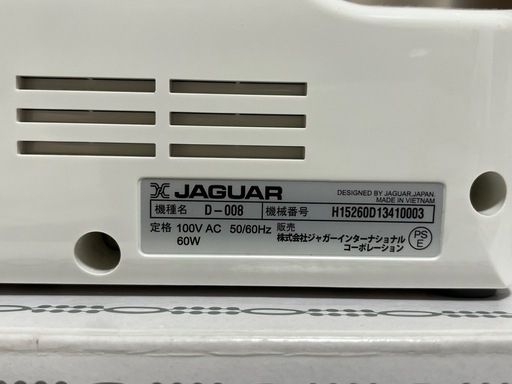 JAGUAR
DESIGNED BY JAGUAR,JAPAN.
MADE IN VIETNAM
機種名 D-008 機械番号 H15260D13410003
定格 100V AC 50/60Hz 販売
60W 株式会社ジャガーインターナショナル
コーポレーション
PS
E